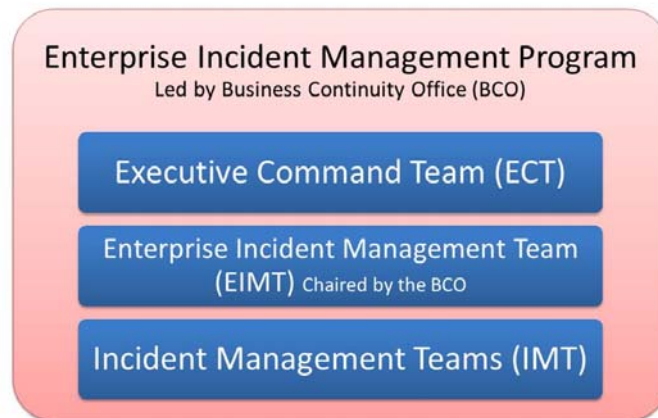 Enterprise Incident Management Program
Led by Business Continuity Office (BCO)
Executive Command Team (ECT)
Enterprise Incident Management Team
(EIMT) Chaired by the BCO
Incident Management Teams (IMT)